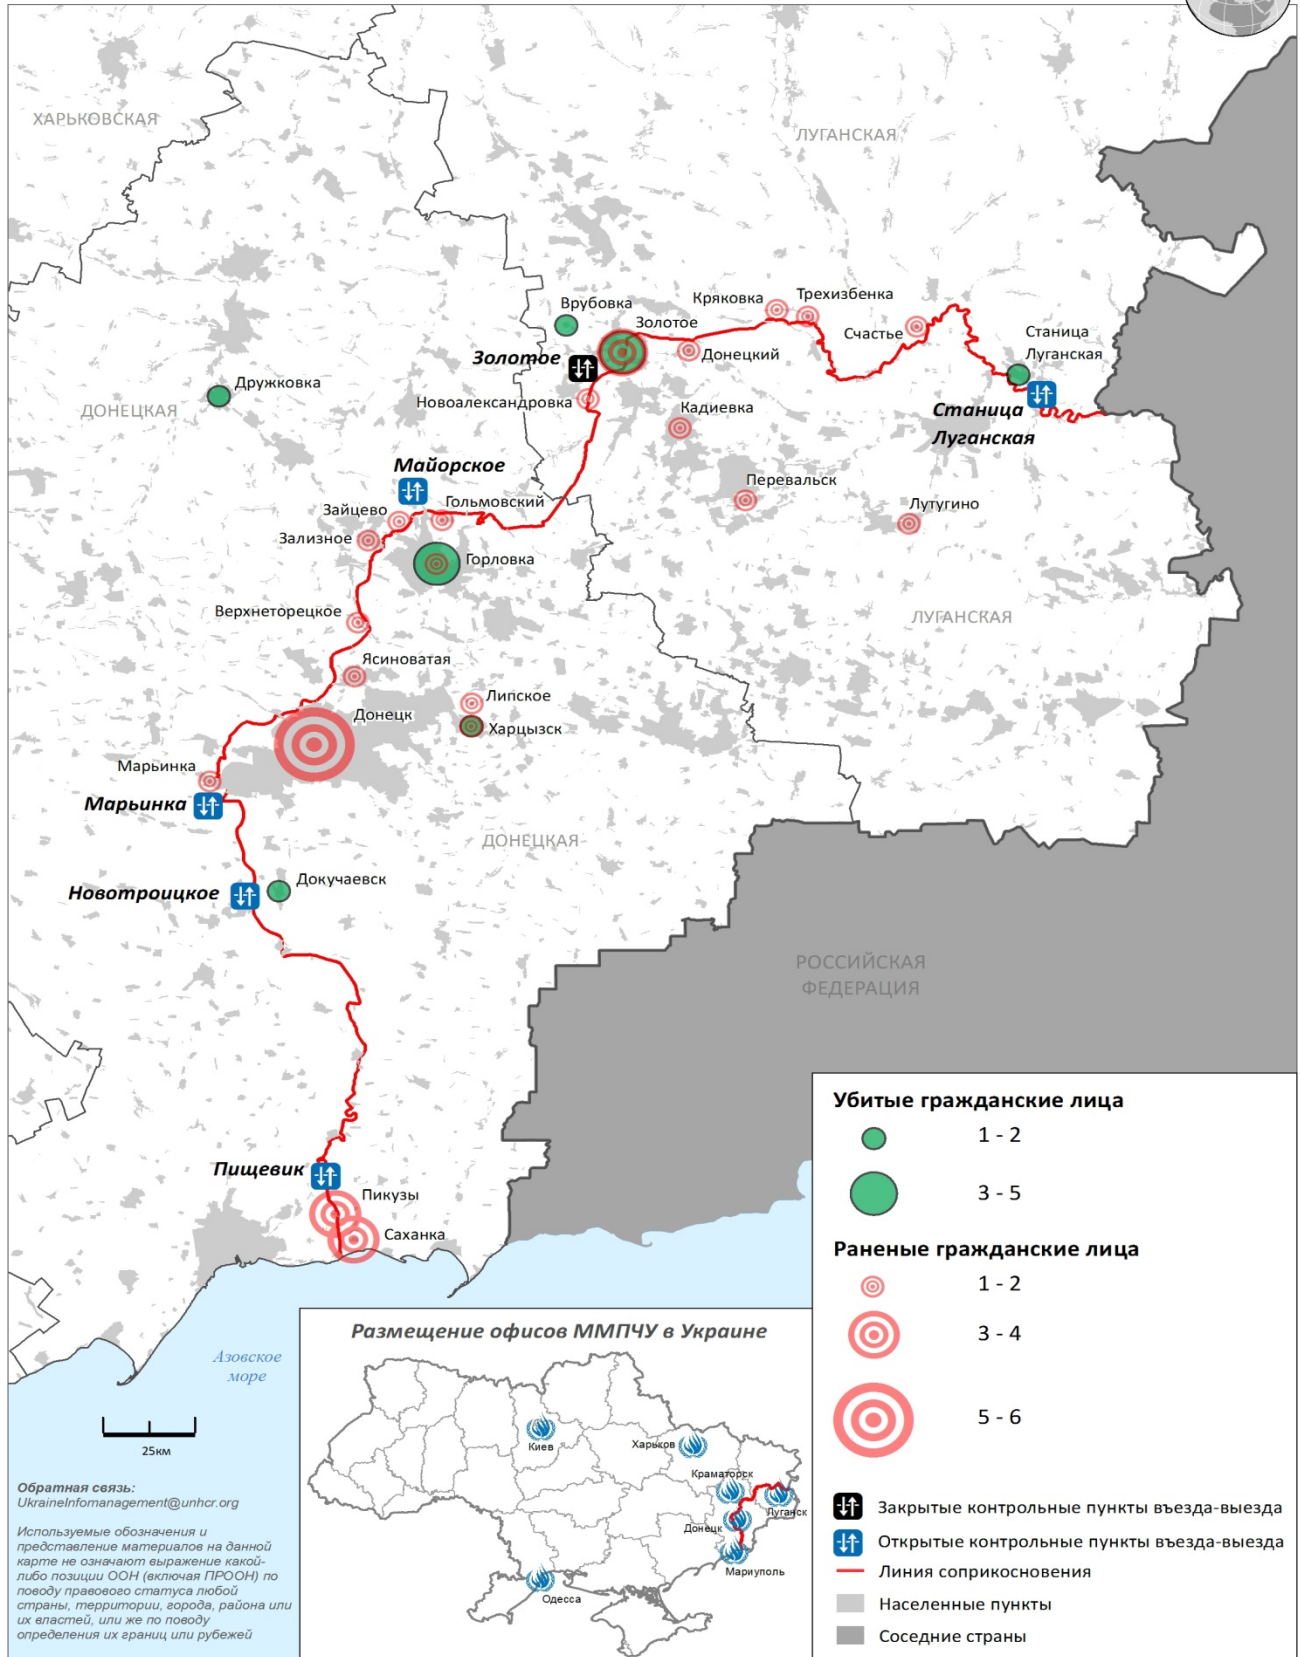 ХАРЬКОВСКАЯ
ЛУГАНСКАЯ
Кряковка
Трехизбенка
Врубовка
Золотое
Счастье
Станица
Луганская
Золотое
Донецкий
Дружковка
Новоалександровка
Кадиевка
ДОНЕЦКАЯ
Станица
Луганская
Майорское
Перевальск
Гольмовский
Зайцево
Лутугино
Зализное
Горловка
Верхнеторецкое
ЛУГАНСКАЯ
Ясиноватая
Липское
Донецк
Харцызск
Марьинка
Марьинка
ДОНЕЦКАЯ
Докучаевск
Новотроицкое
РОССИЙСКАЯ
ФЕДЕРАЦИЯ
Пищевик
Пикузы
Саханка
Азовское
море
25км
Обратная связь:
UkraineInfomanagement@unhcr.org
Используемые обозначения и
представление материалов на данной
карте не означают выражение какой-
либо позиции ООН (включая ПРООН) по
поводу правового статуса любой
страны, территории, города, района или
их властей, или же по поводу
определения их границ или рубежей
Размещение офисов ММПЧУ в Украине
Киев
Харьков
Краматорск
Луганск
Донецк
Мариуполь
Одесса
Убитые гражданские лица
1 - 2
3 - 5
Раненые гражданские лица
1 - 2
3 - 4
5 - 6
Закрытые контрольные пункты въезда-выезда
Открытые контрольные пункты въезда-выезда
Линия соприкосновения
Населенные пункты
Соседние страны